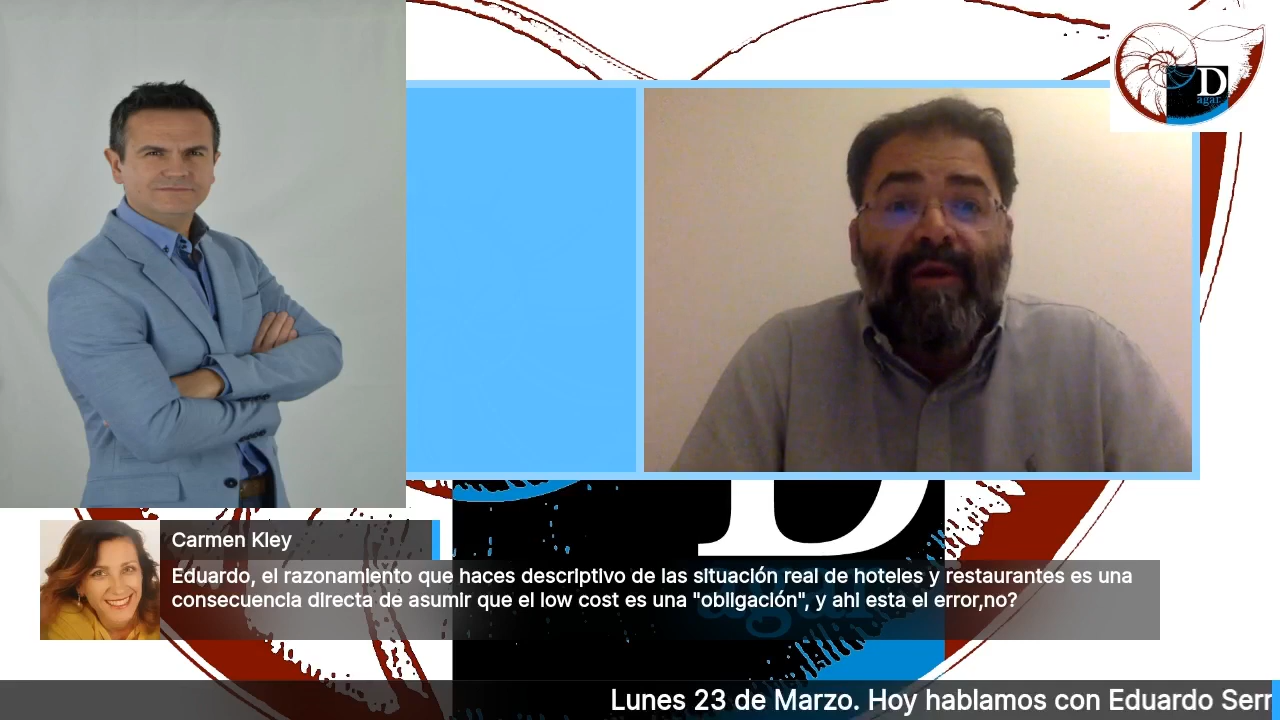 D
agar
D
agar
Carmen Kley
Eduardo, el razonamiento que haces descriptivo de las situación real de hoteles y restaurantes es una
consecuencia directa de asumir que el low cost es una "obligación", y ahi esta el error,no?
Lunes 23 de Marzo. Hoy hablamos con Eduardo Serr